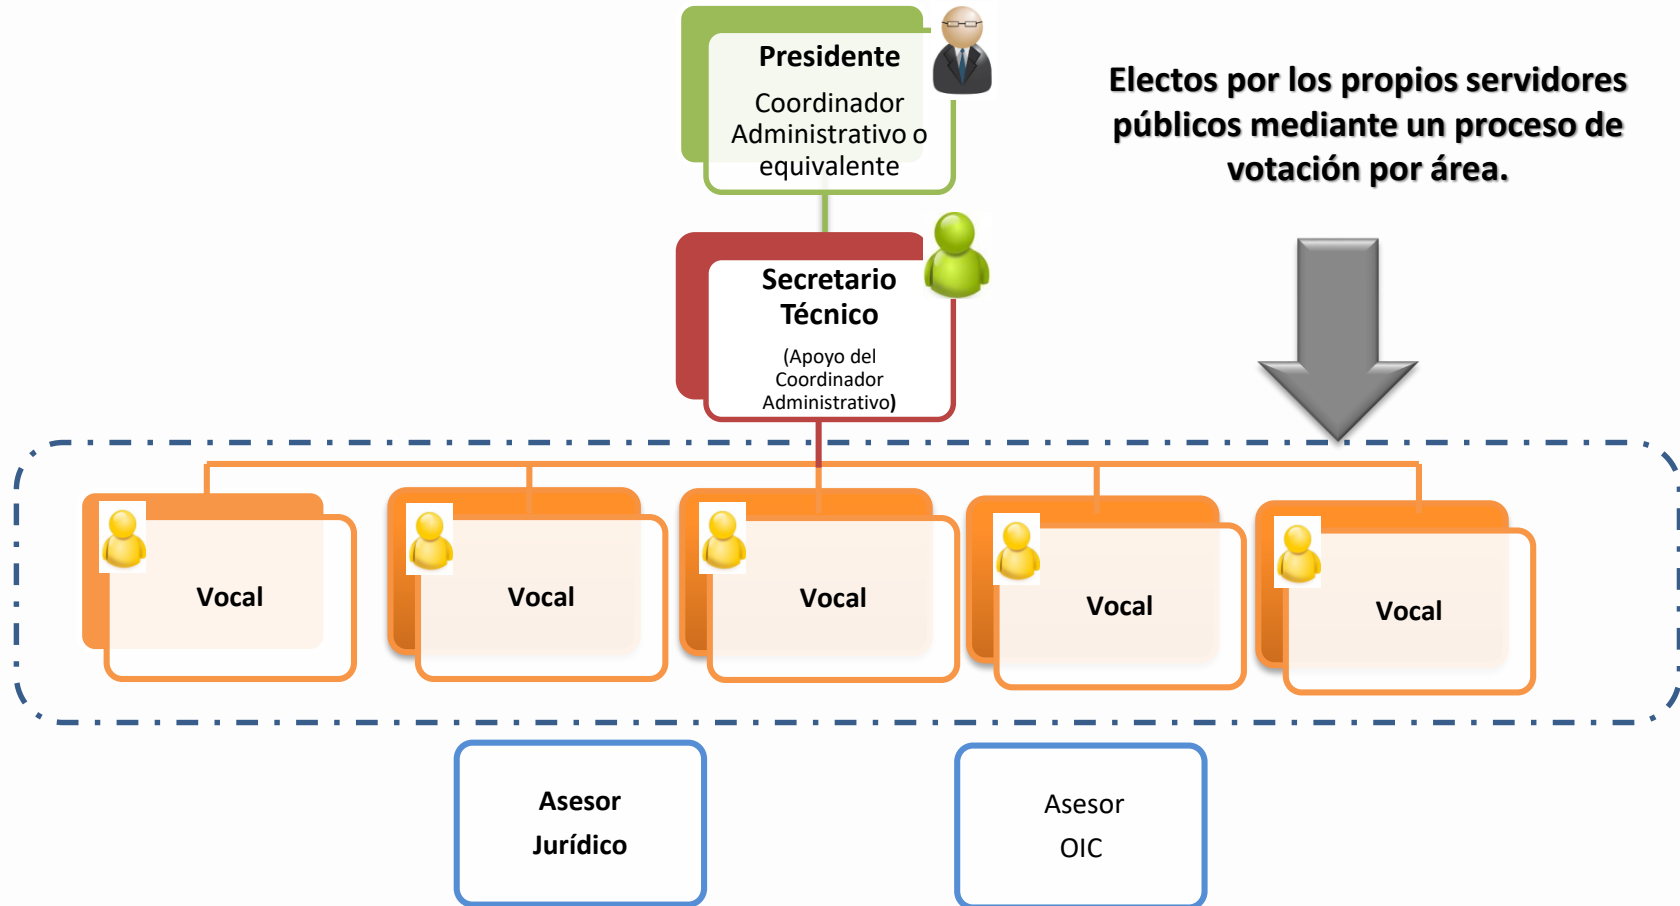 Presidente
Coordinador
Administrativo o
equivalente
Electos por los propios servidores
públicos mediante un proceso de
votación por área.
Secretario
Técnico
(Apoyo del
Coordinador
Administrativo)
Vocal
Vocal
Vocal
Vocal
Vocal
Asesor
Jurídico
Asesor
OIC